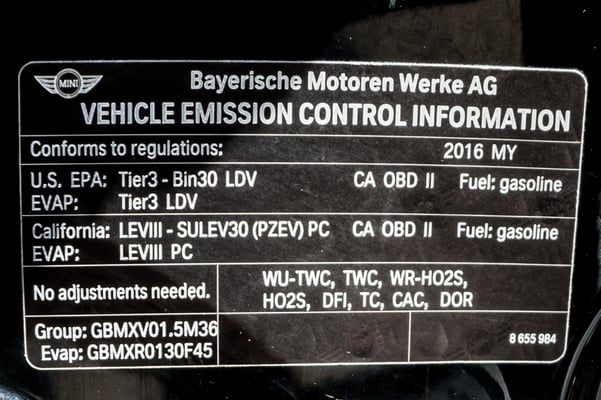 MINI
Bayerische Motoren Werke AG
VEHICLE EMISSION CONTROL INFORMATION
Conforms to regulations: 2016 MY
U.S. EPA: Tier3 - Bin30 LDV CA OBD II Fuel: gasoline
EVAP: Tier3 LDV
California: LEVIII - SULEV30 (PZEV) PC CA OBD II Fuel: gasoline
EVAP: LEVIII PC
No adjustments needed.
WU-TWC, TWC, WR-HO2S,
HO2S, DFI, TC, CAC, DOR
Group: GBMXV01.5M36
Evap: GBMXR0130F45
8 655 984